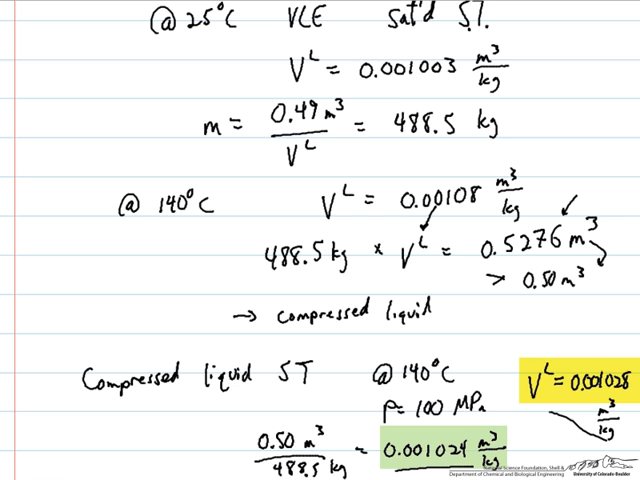 @ 25°C VLE Sat'd S.T.
V^L = 0.001003 m³/kg
m = 0.49 m³ / V^L = 488.5 kg
@ 140°C V^L = 0.00108 m³/kg
488.5 kg × V^L = 0.5276 m³
> 0.50 m³
→ compressed liquid
Compressed liquid ST @ 140°C
P = 100 MPa
V^L = 0.001028 m³/kg
0.50 m³ / 488.5 kg = 0.001024 m³/kg
Science Foundation, Shell &
Department of Chemical and Biological Engineering
University of Colorado-Boulder